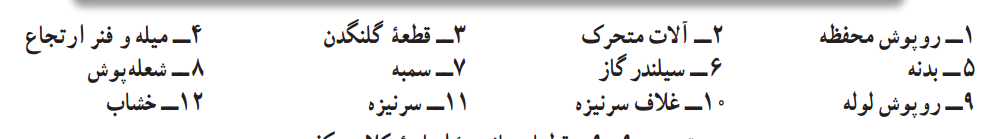 ۱ــ روپوش محفظه ۲ــ آلات متحرک ۳ــ قطعهٔ گلنگدن ۴ــ میله و فنر ارتجاع
۵ــ بدنه ۶ــ سیلندر گاز ۷ــ سمبه ۸ــ شعله‌پوش
۹ــ روپوش لوله ۱۰ــ غلاف سرنیزه ۱۱ــ سرنیزه ۱۲ــ خشاب